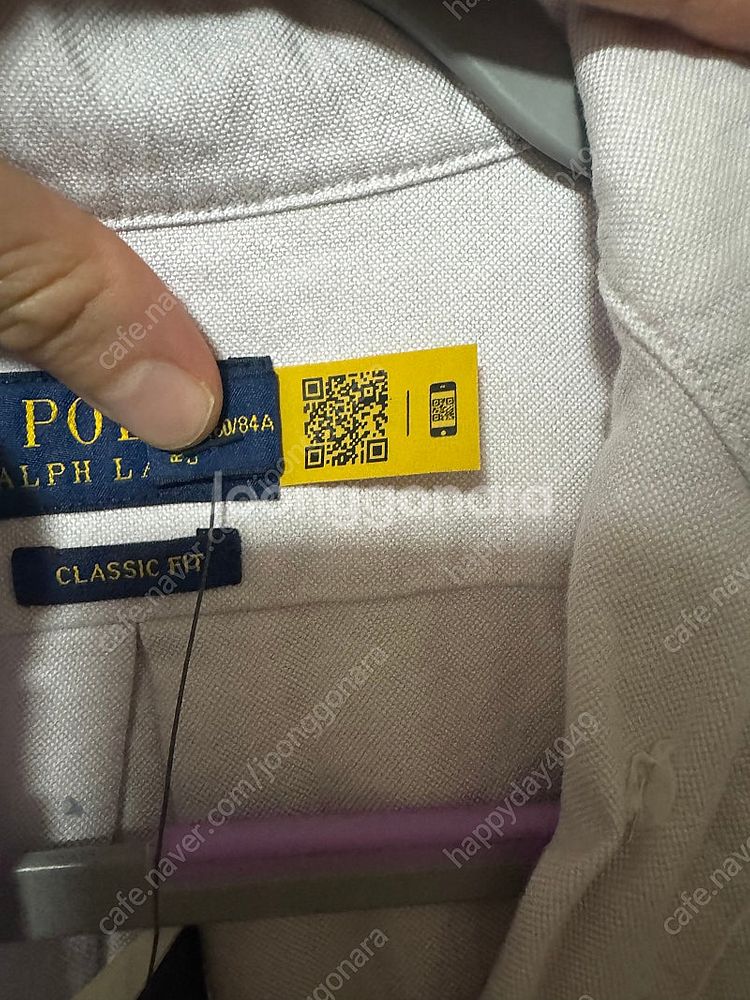 POL
ALPH LA
0/84A
CLASSIC FIT
joonggonara
cafe.naver.com/joonggonara
happyday4049